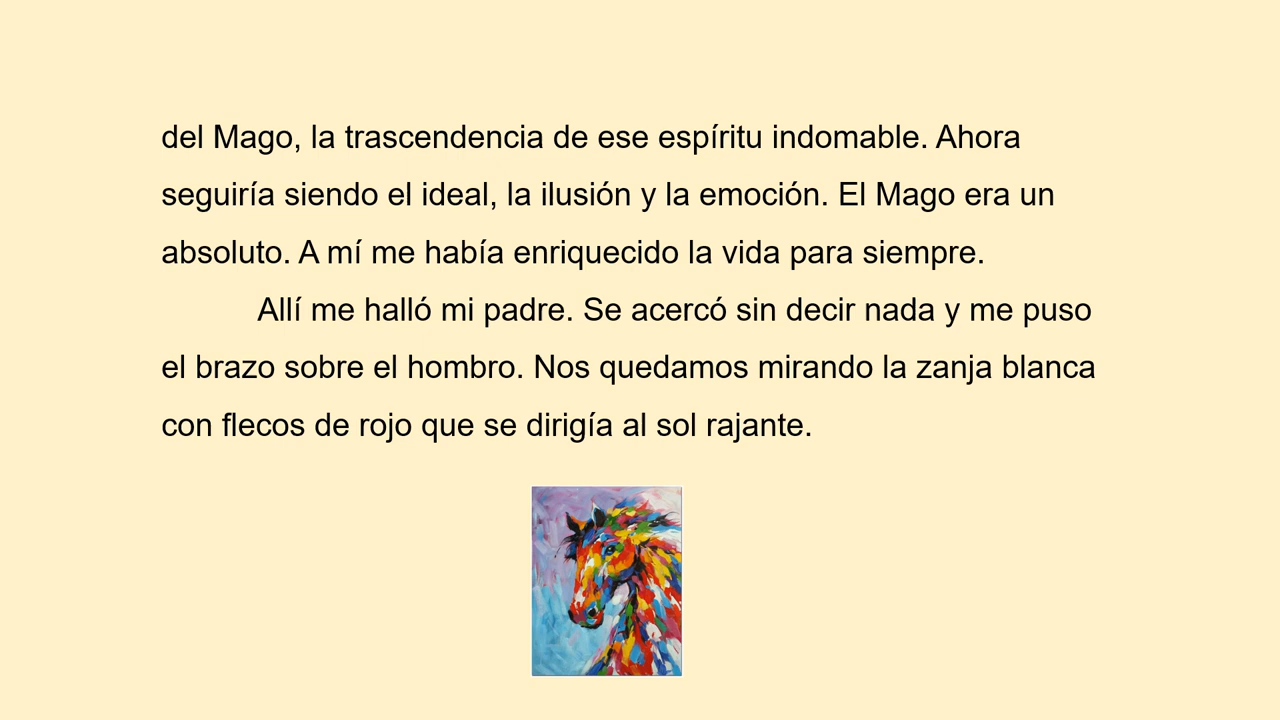 del Mago, la trascendencia de ese espíritu indomable. Ahora
seguiría siendo el ideal, la ilusión y la emoción. El Mago era un
absoluto. A mí me había enriquecido la vida para siempre.
Allí me halló mi padre. Se acercó sin decir nada y me puso
el brazo sobre el hombro. Nos quedamos mirando la zanja blanca
con flecos de rojo que se dirigía al sol rajante.